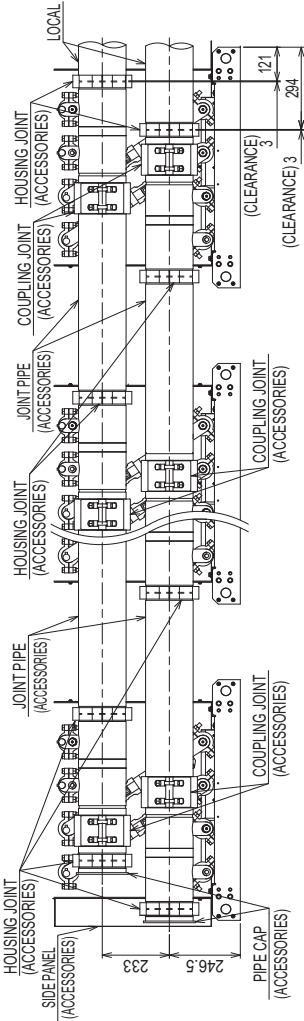 LOCAL
HOUSING JOINT
(ACCESSORIES)
COUPLING JOINT
(ACCESSORIES)
JOINT PIPE
(ACCESSORIES)
HOUSING JOINT
(ACCESSORIES)
JOINT PIPE
(ACCESSORIES)
HOUSING JOINT
(ACCESSORIES)
SIDE PANEL
(ACCESSORIES)
121
294
(CLEARANCE)
3
(CLEARANCE) 3
COUPLING JOINT
(ACCESSORIES)
COUPLING JOINT
(ACCESSORIES)
PIPE CAP
(ACCESSORIES)
233
246.5